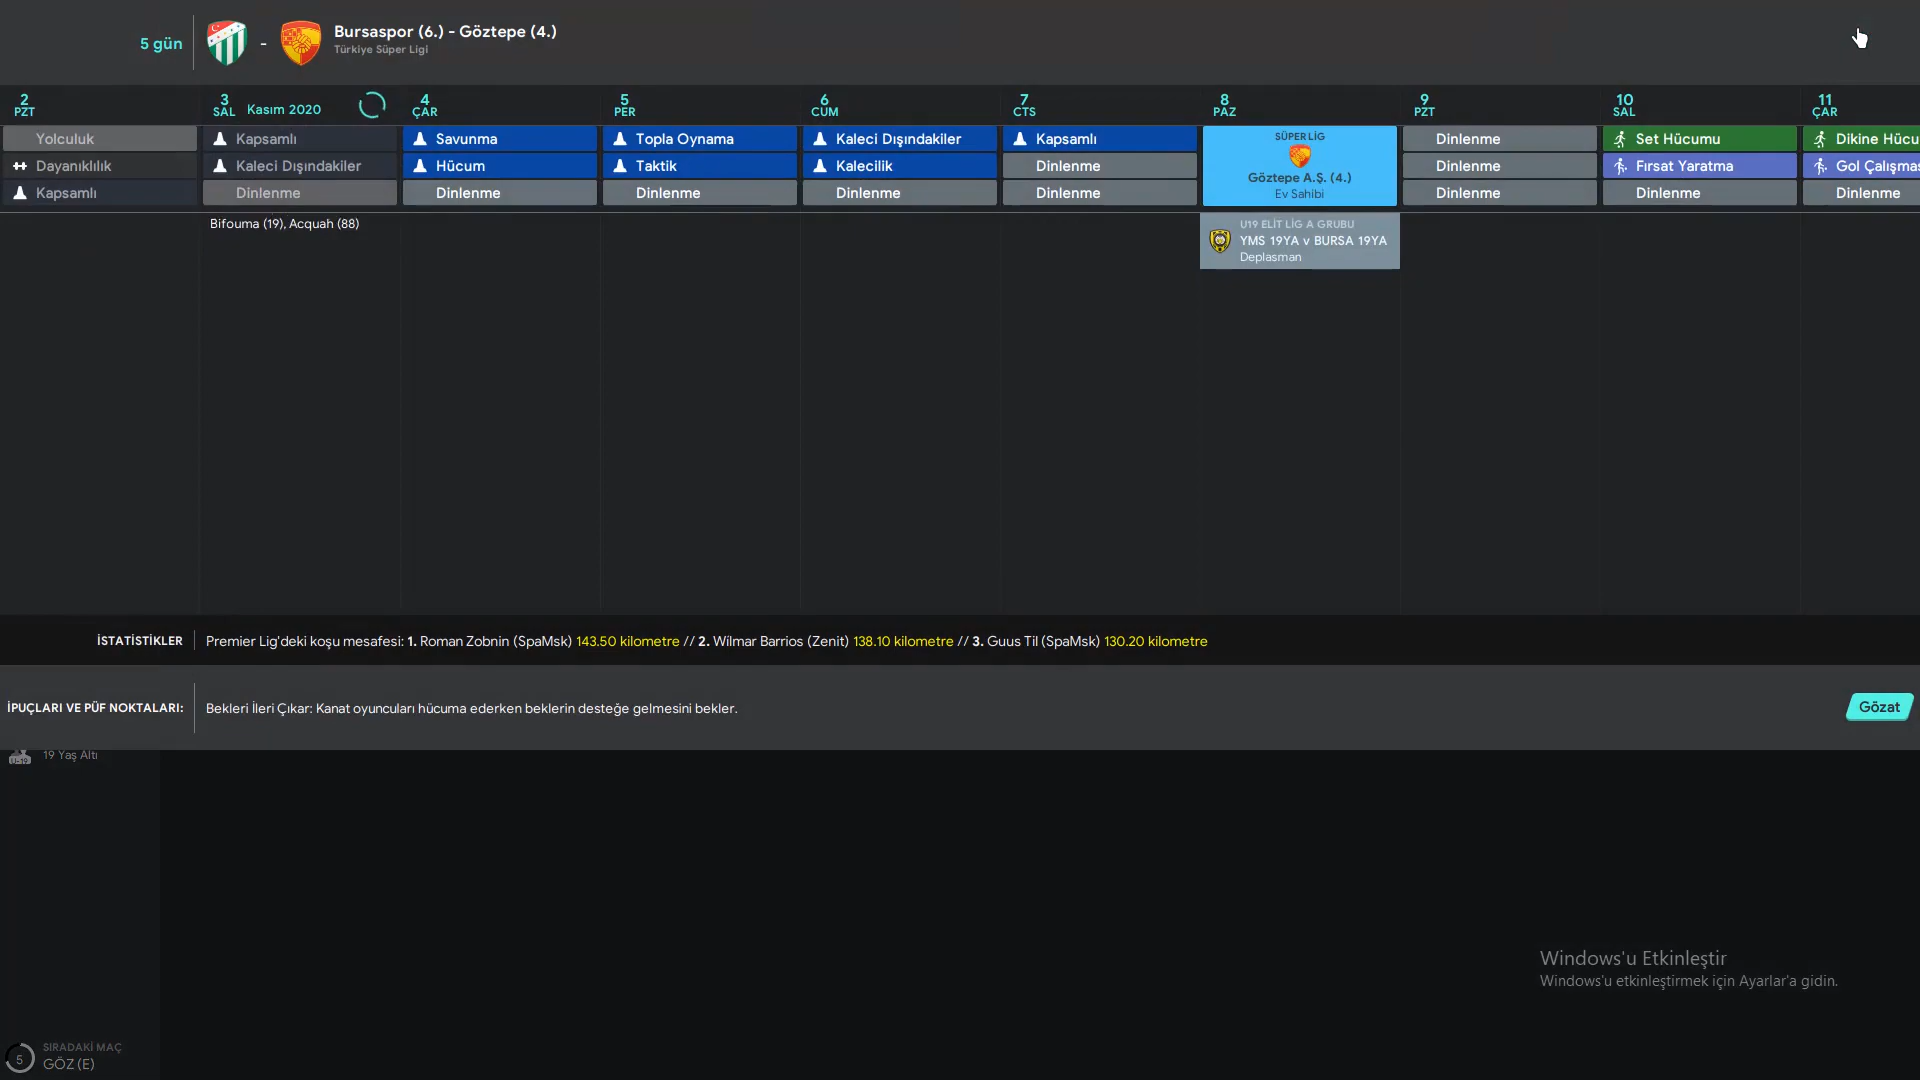 5 gün
-
Bursaspor (6.) - Göztepe (4.)
Türkiye Süper Ligi
2
PZT
3
SAL
Kasım 2020
4
ÇAR
5
PER
6
CUM
7
CTS
8
PAZ
9
PZT
10
SAL
11
ÇAR
Yolculuk
Dayanıklılık
Kapsamlı
Kapsamlı
Kaleci Dışındakiler
Dinlenme
Bifouma (19), Acquah (88)
Savunma
Hücum
Dinlenme
Topla Oynama
Taktik
Dinlenme
Kaleci Dışındakiler
Kalecilik
Dinlenme
Kapsamlı
Dinlenme
Dinlenme
SÜPER LİG
Göztepe A.Ş. (4.)
Ev Sahibi
U19 ELİT LİG A GRUBU
YMS 19YA v BURSA 19YA
Deplasman
Dinlenme
Dinlenme
Dinlenme
Set Hücumu
Fırsat Yaratma
Dinlenme
Dikine Hücu
Gol Çalışmas
Dinlenme
İSTATİSTİKLER
Premier Lig'deki koşu mesafesi: 1. Roman Zobnin (SpaMsk) 143.50 kilometre // 2. Wílmar Barrios (Zenit) 138.10 kilometre // 3. Guus Til (SpaMsk) 130.20 kilometre
İPUÇLARI VE PÜF NOKTALARI:
Bekleri İleri Çıkar: Kanat oyuncuları hücuma ederken beklerin desteğe gelmesini bekler.
Gözat
U-19
19 Yaş Altı
Windows'u Etkinleştir
Windows'u etkinleştirmek için Ayarlar'a gidin.
5
SIRADAKİ MAÇ
GÖZ (E)